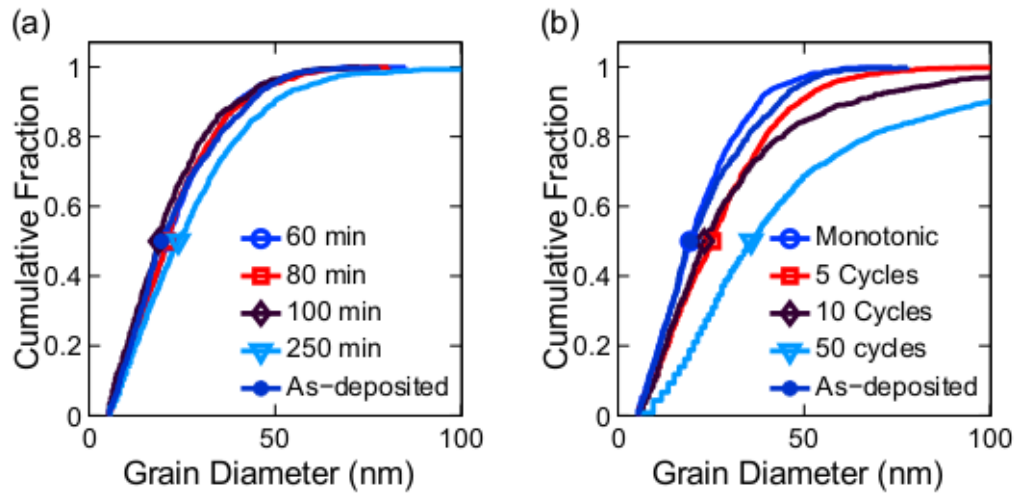 (a)
Cumulative Fraction
1
0.8
0.6
0.4
0.2
0
0
50
100
Grain Diameter (nm)
60 min
80 min
100 min
250 min
As-deposited
(b)
Cumulative Fraction
1
0.8
0.6
0.4
0.2
0
0
50
100
Grain Diameter (nm)
Monotonic
5 Cycles
10 Cycles
50 cycles
As-deposited